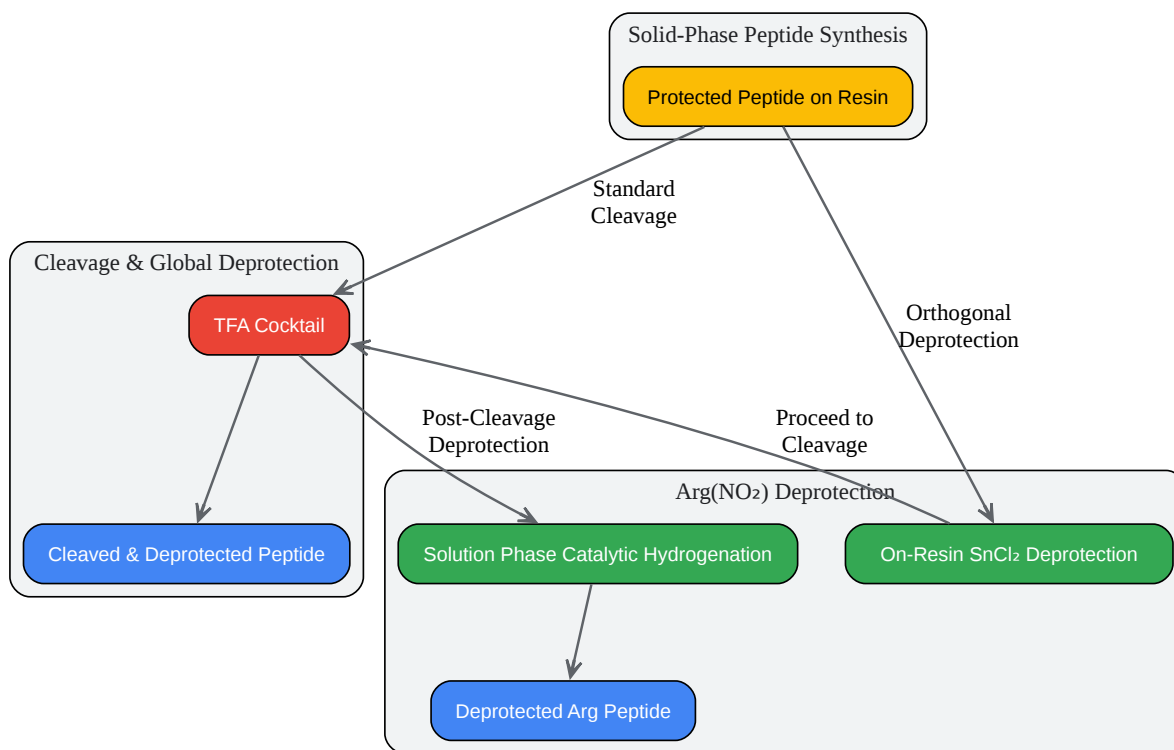 Solid-Phase Peptide Synthesis
Protected Peptide on Resin
Standard
Cleavage
Cleavage & Global Deprotection
TFA Cocktail
Orthogonal
Deprotection
Post-Cleavage
Deprotection
Proceed to
Cleavage
Arg(NO₂) Deprotection
Cleaved & Deprotected Peptide
Solution Phase Catalytic Hydrogenation
On-Resin SnCl₂ Deprotection
Deprotected Arg Peptide